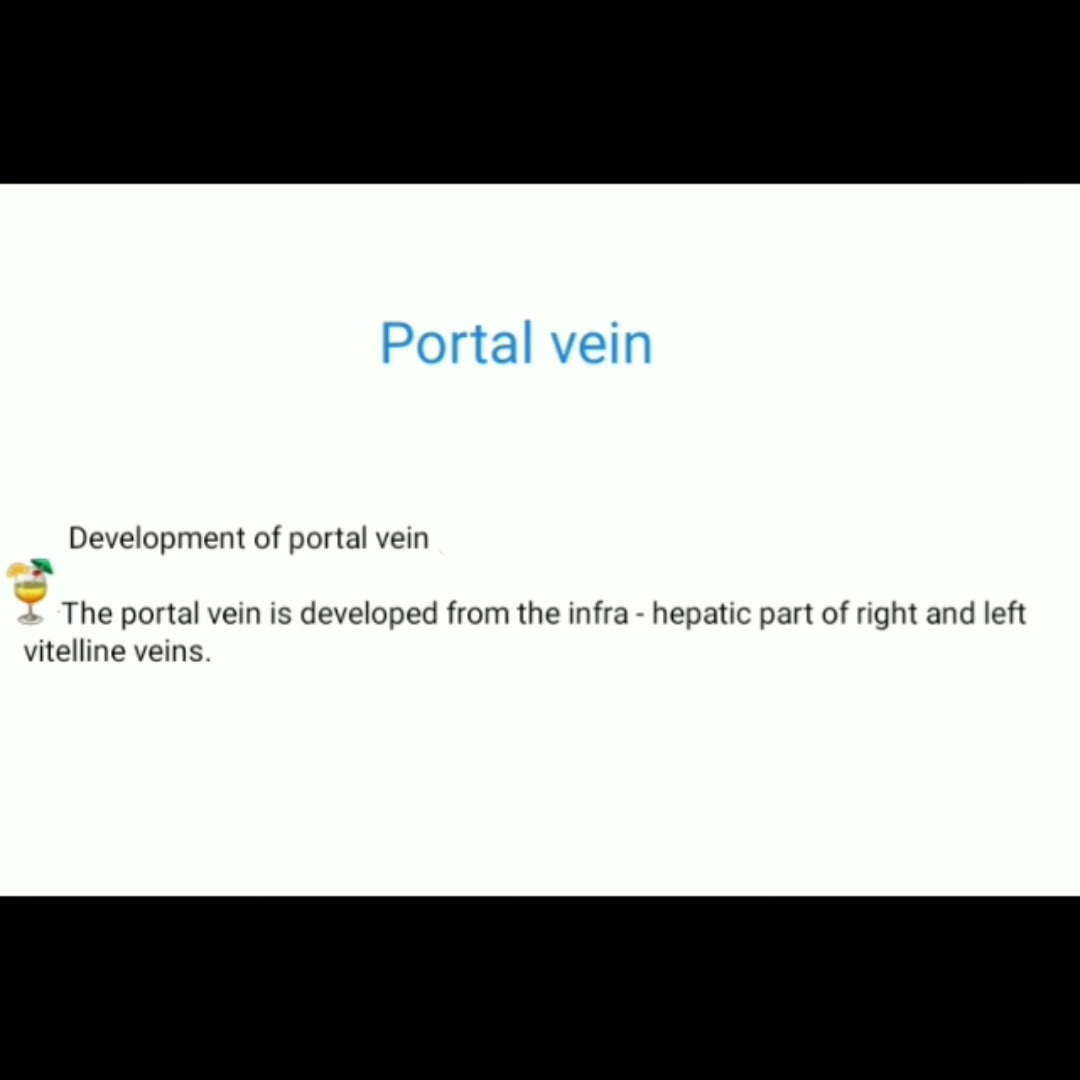 Portal vein
Development of portal vein
The portal vein is developed from the infra - hepatic part of right and left
vitelline veins.